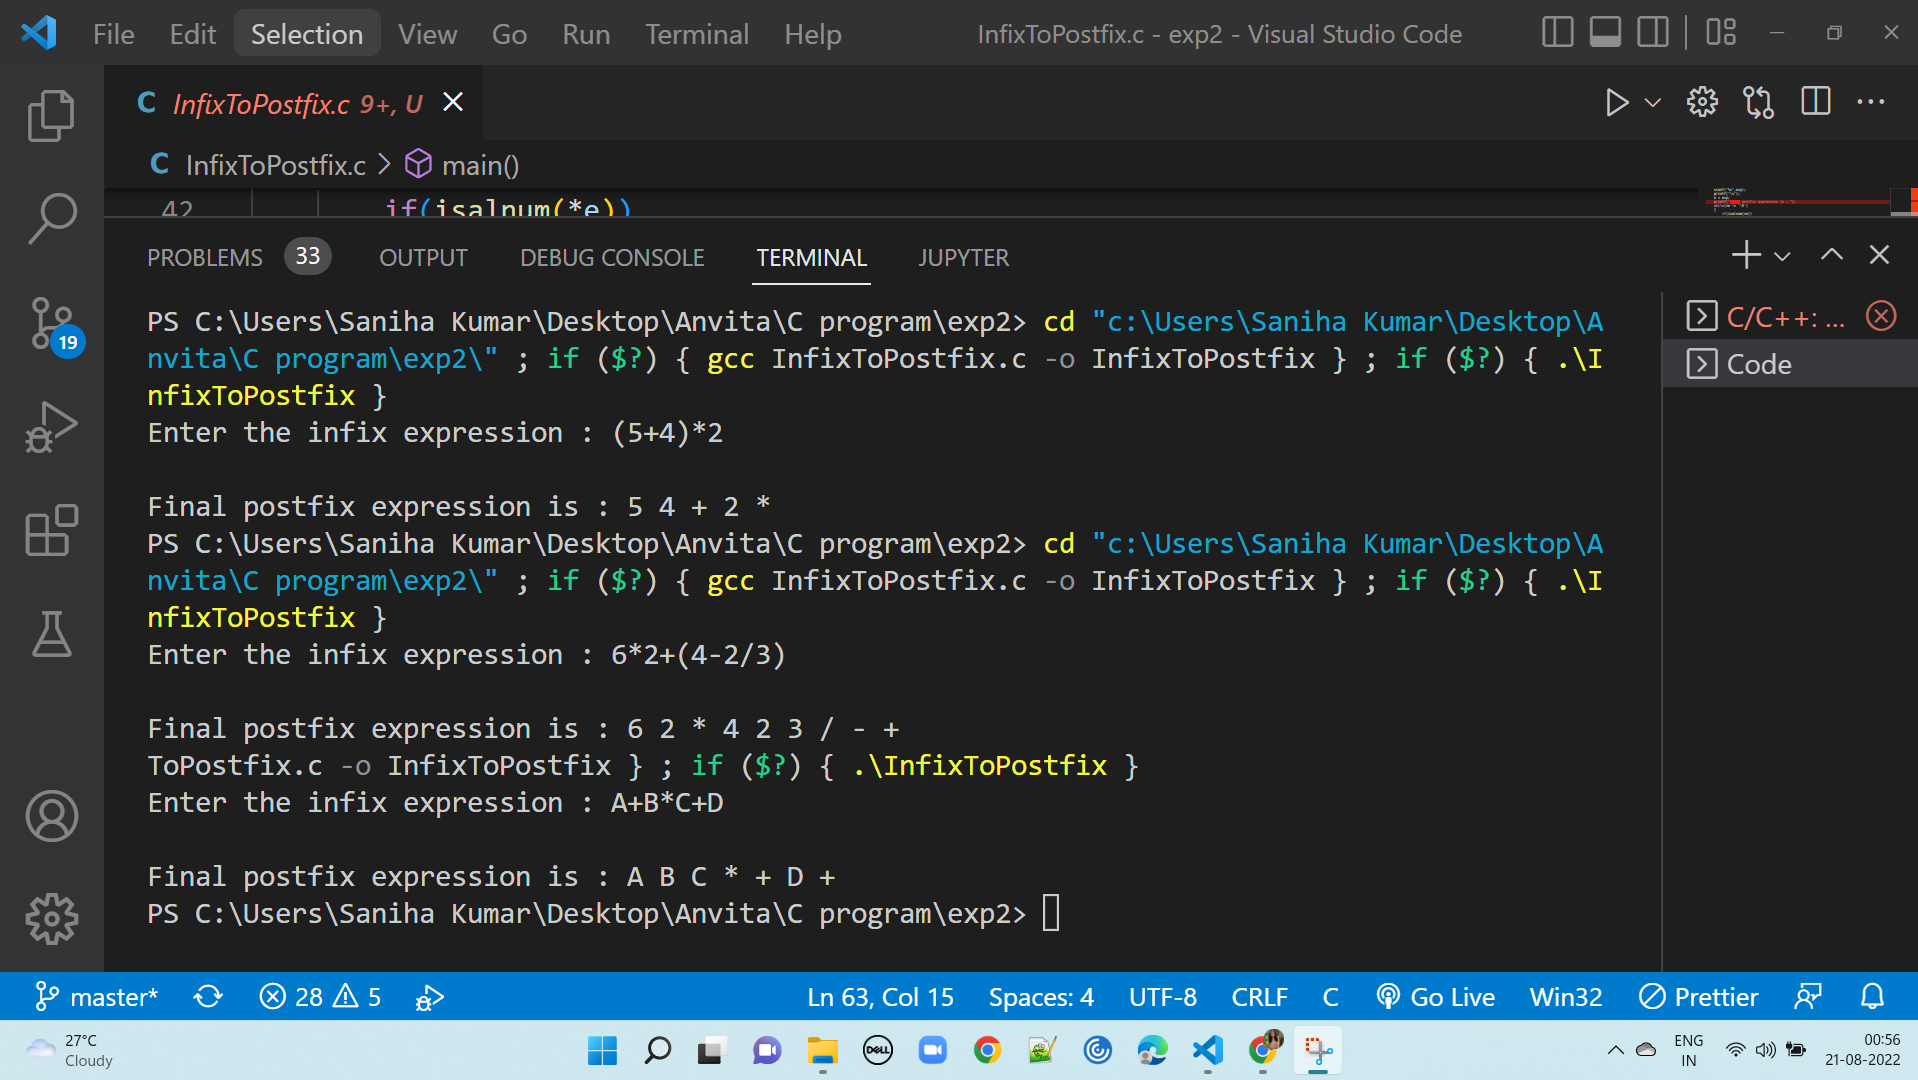 File Edit Selection View Go Run Terminal Help InfixToPostfix.c - exp2 - Visual Studio Code
C InfixToPostfix.c 9+, U
C InfixToPostfix.c > main()
42 if(isalnum(*e))
PROBLEMS 33 OUTPUT DEBUG CONSOLE TERMINAL JUPYTER
PS C:\Users\Saniha Kumar\Desktop\Anvita\C program\exp2> cd "c:\Users\Saniha Kumar\Desktop\A
nvita\C program\exp2\" ; if ($?) { gcc InfixToPostfix.c -o InfixToPostfix } ; if ($?) { .\I
nfixToPostfix }
Enter the infix expression : (5+4)*2
Final postfix expression is : 5 4 + 2 *
PS C:\Users\Saniha Kumar\Desktop\Anvita\C program\exp2> cd "c:\Users\Saniha Kumar\Desktop\A
nvita\C program\exp2\" ; if ($?) { gcc InfixToPostfix.c -o InfixToPostfix } ; if ($?) { .\I
nfixToPostfix }
Enter the infix expression : 6*2+(4-2/3)
Final postfix expression is : 6 2 * 4 2 3 / - +
ToPostfix.c -o InfixToPostfix } ; if ($?) { .\InfixToPostfix }
Enter the infix expression : A+B*C+D
Final postfix expression is : A B C * + D +
PS C:\Users\Saniha Kumar\Desktop\Anvita\C program\exp2>
C/C++: ...
Code
19
master* 28 5 Ln 63, Col 15 Spaces: 4 UTF-8 CRLF C Go Live Win32 Prettier
27°C
Cloudy
DELL
ENG
IN
00:56
21-08-2022